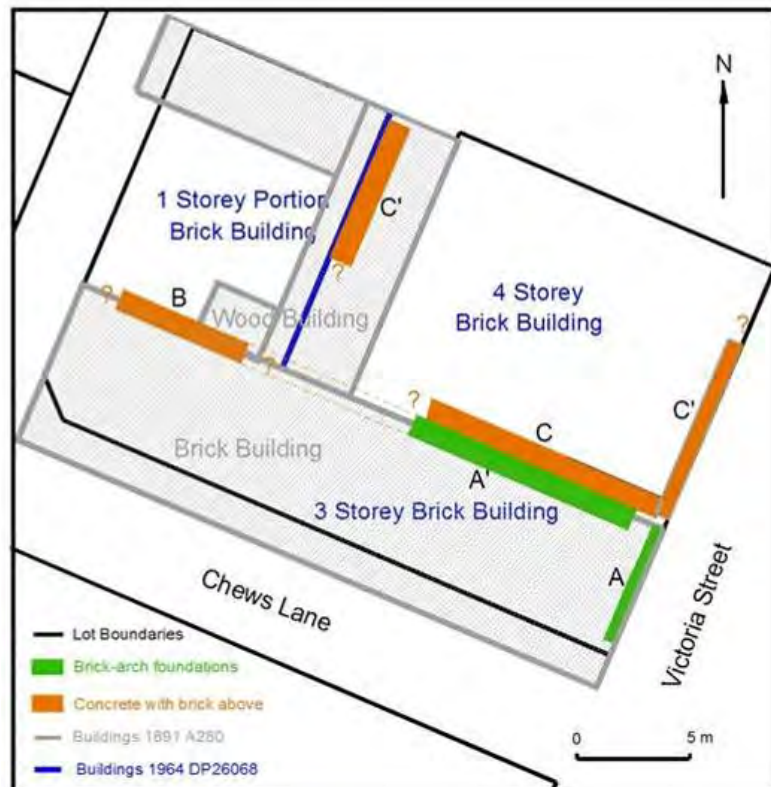 N
1 Storey Portion
Brick Building
C'
?
4 Storey
Brick Building
?
B
Wood Building
?
?
?
C
C'
Brick Building
A'
3 Storey Brick Building
A
Chews Lane
Victoria Street
Lot Boundaries
Brick-arch foundations
Concrete with brick above
Buildings 1891 A280
Buildings 1964 DP26068
0
5 m